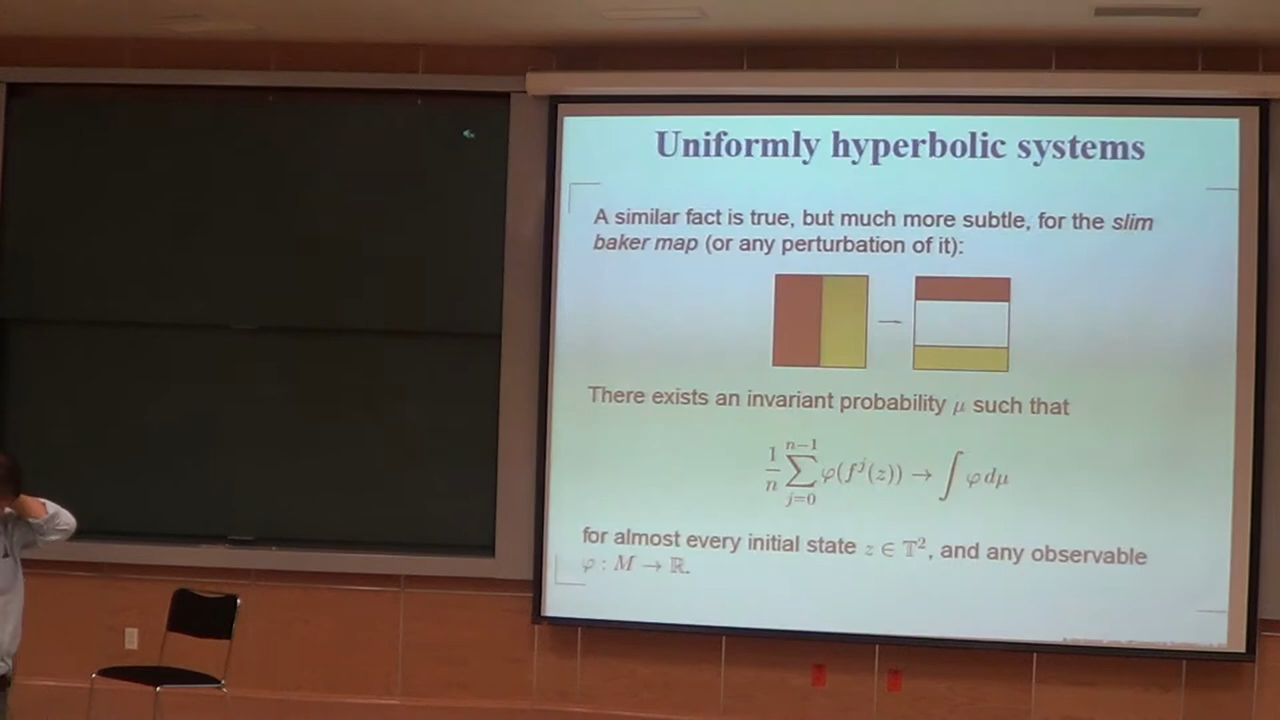 Uniformly hyperbolic systems
A similar fact is true, but much more subtle, for the slim
baker map (or any perturbation of it):
There exists an invariant probability μ such that
1/n ∑_{j=0}^{n−1} φ(f^j(z)) → ∫ φ dμ
for almost every initial state z ∈ 𝕋², and any observable
φ : M → ℝ.